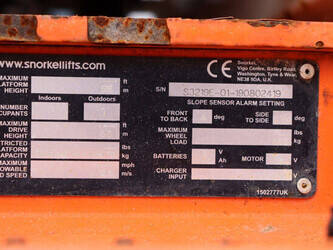 www.snorkellifts.com
Snorkel,
Vigo Centre, Birtley Road,
Washington, Tyne & Wear,
NE38 9DA, U.K.
MAXIMUM
PLATFORM
HEIGHT
ft
m
S/N
S3219E-01-190802419
Indoors
Outdoors
NUMBER
OCCUPANTS
SLOPE SENSOR ALARM SETTING
FRONT
TO BACK
deg
SIDE
TO SIDE
deg
MAXIMUM
DRIVE
HEIGHT
ft
m
MAXIMUM
WHEEL
LOAD
lbs
kg
STRICTED
PLATFORM
CAPACITY
lbs
kg
BATTERIES
V
Ah
MOTOR
V
MAXIMUM
OWABLE
D SPEED
mph
m/s
CHARGER
INPUT
V
1502777UK